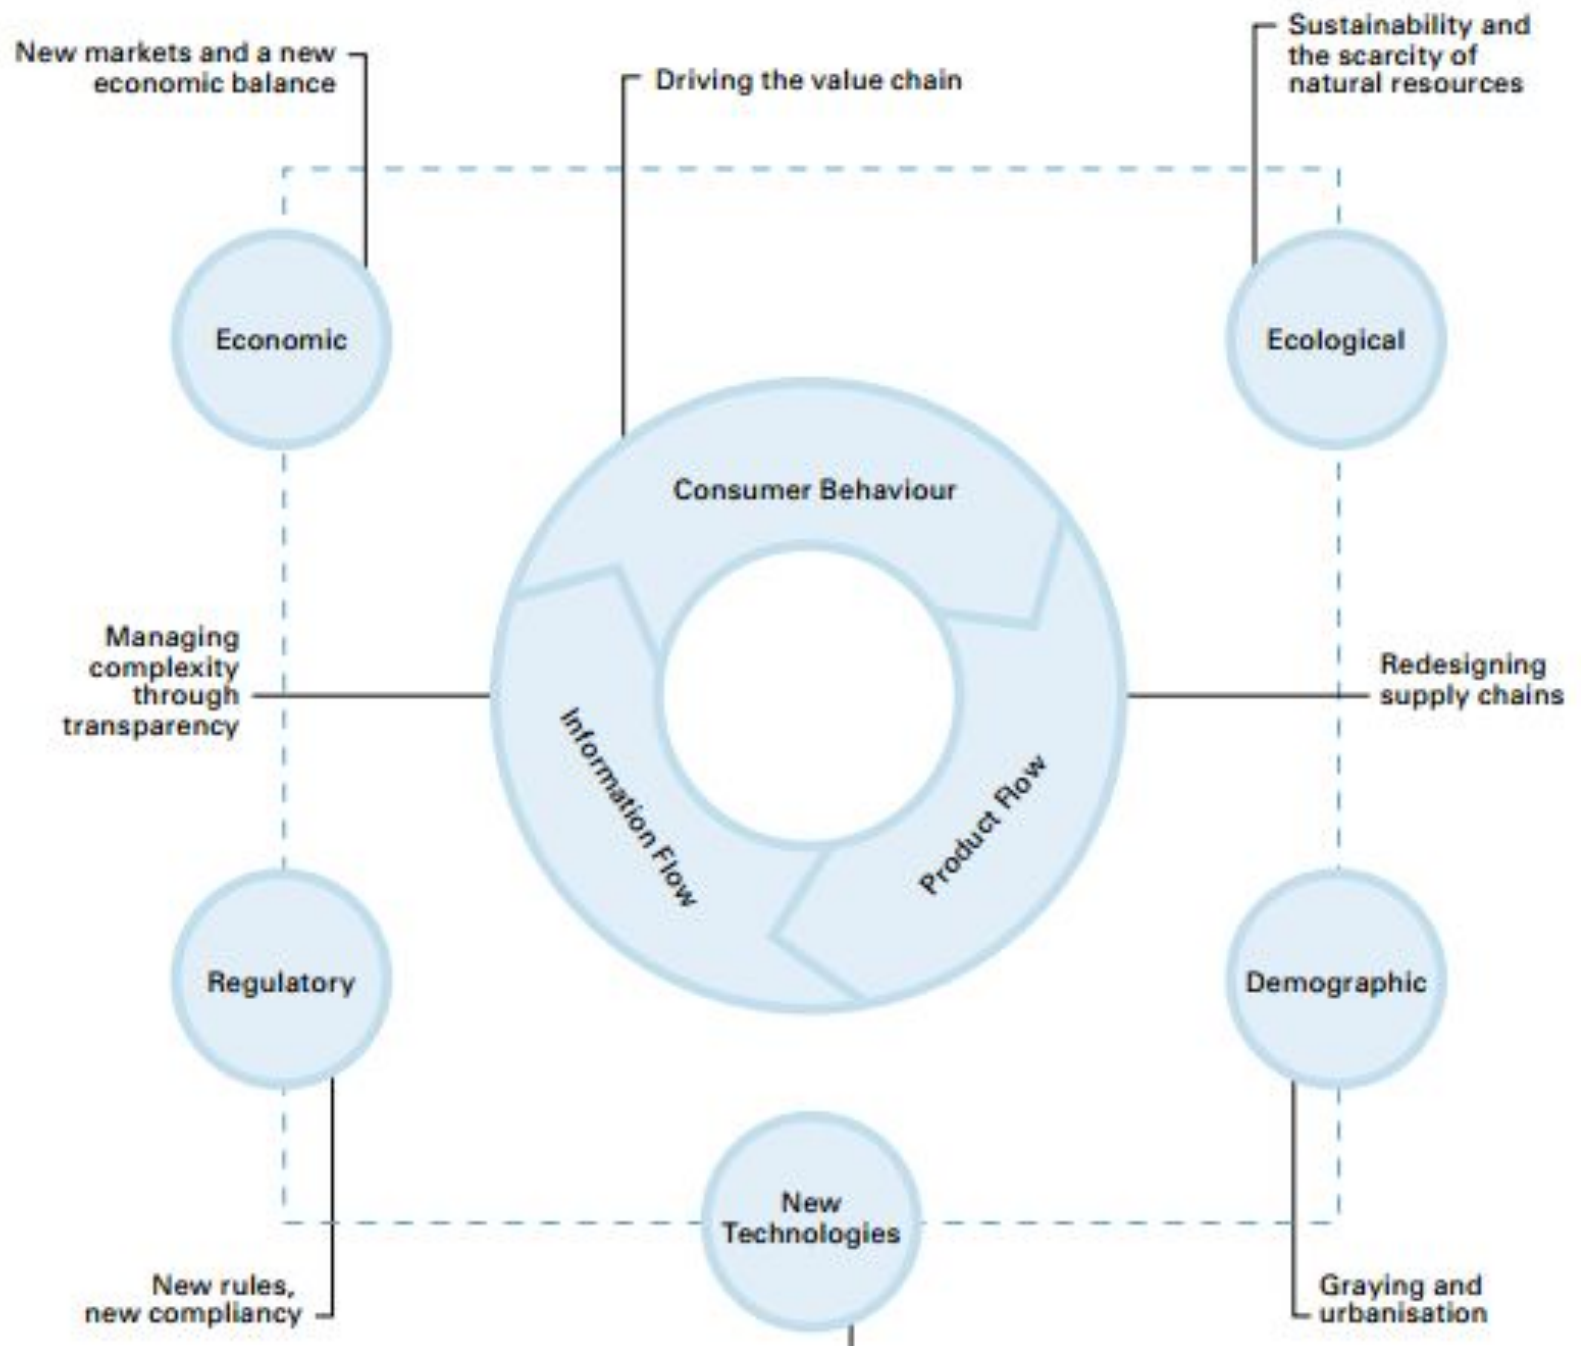 New markets and a new
economic balance
Driving the value chain
Sustainability and
the scarcity of
natural resources
Economic
Ecological
Consumer Behaviour
Managing
complexity
through
transparency
Redesigning
supply chains
Information Flow
Product Flow
Regulatory
Demographic
New
Technologies
New rules,
new compliancy
Graying and
urbanisation